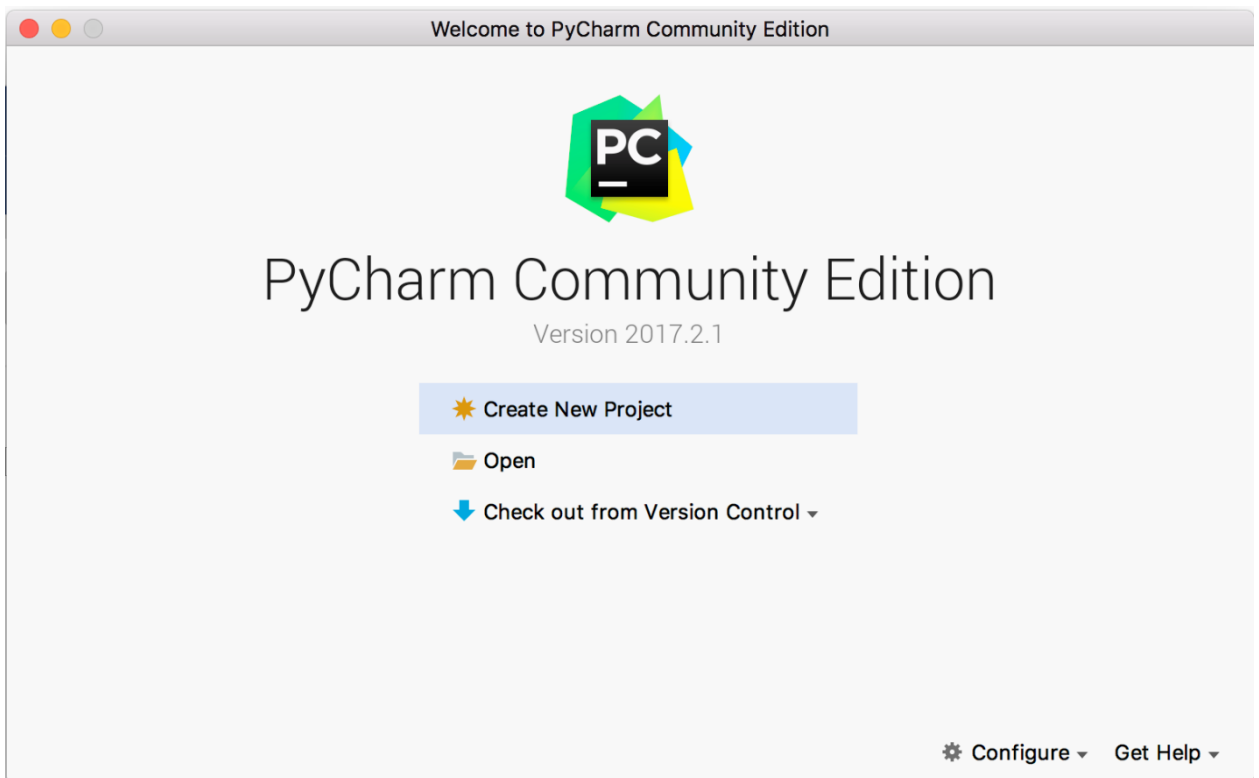 Welcome to PyCharm Community Edition
PC
PyCharm Community Edition
Version 2017.2.1
Create New Project
Open
Check out from Version Control
Configure
Get Help